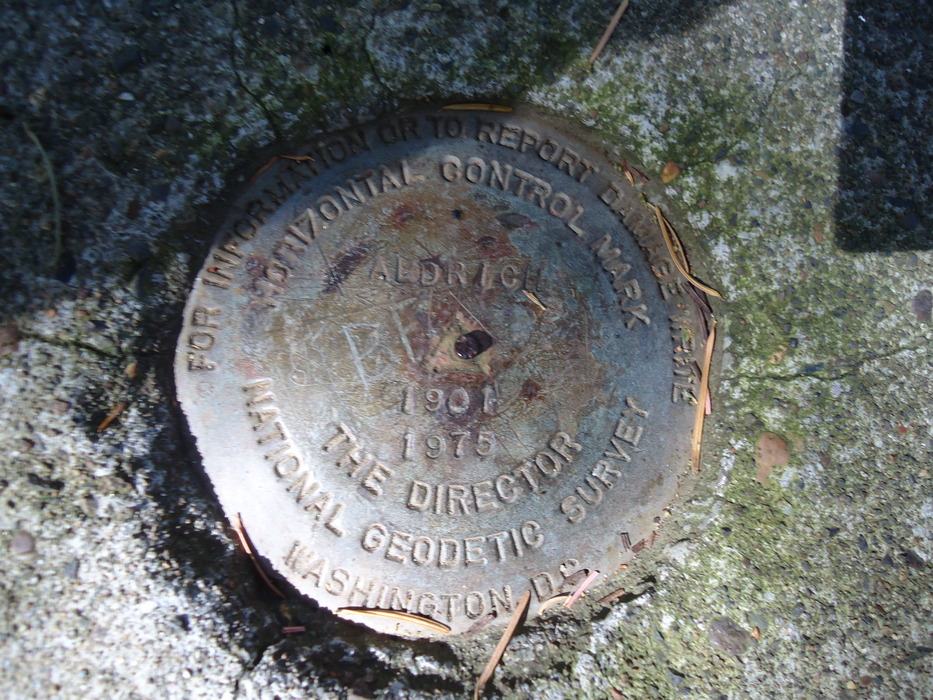 FOR INFORMATION OR TO REPORT DAMAGE WRITE
HORIZONTAL CONTROL MARK
ALDRICH
1901
1975
THE DIRECTOR
NATIONAL GEODETIC SURVEY
WASHINGTON D.C.